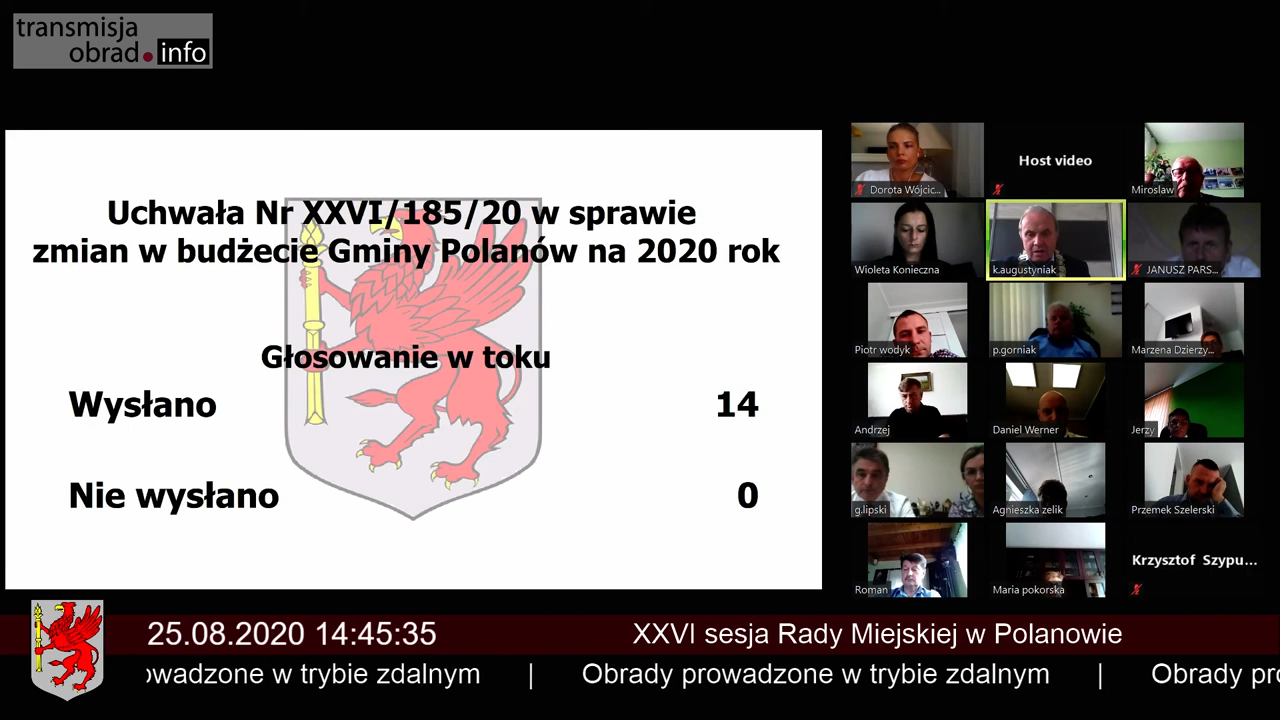 transmisja
obrad.info
Uchwała Nr XXVI/185/20 w sprawie
zmian w budżecie Gminy Polanów na 2020 rok
Głosowanie w toku
Wysłano 14
Nie wysłano 0
Dorota Wójcic...
Host video
Miroslaw
Wioleta Konieczna
k.augustyniak
JANUSZ PARS...
Piotr wodyk
p.gorniak
Marzena Dzierzy...
Andrzej
Daniel Werner
Jerzy
g.lipski
Agnieszka zelik
Przemek Szelerski
Roman
Maria pokorska
Krzysztof Szypu...
25.08.2020 14:45:35
XXVI sesja Rady Miejskiej w Polanowie
owadzone w trybie zdalnym | Obrady prowadzone w trybie zdalnym | Obrady pro